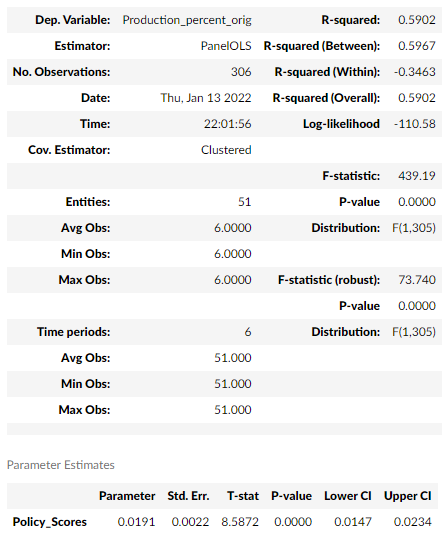 Dep. Variable: Production_percent_orig R-squared: 0.5902
Estimator: PanelOLS R-squared (Between): 0.5967
No. Observations: 306 R-squared (Within): -0.3463
Date: Thu, Jan 13 2022 R-squared (Overall): 0.5902
Time: 22:01:56 Log-likelihood -110.58
Cov. Estimator: Clustered
F-statistic: 439.19
Entities: 51 P-value 0.0000
Avg Obs: 6.0000 Distribution: F(1,305)
Min Obs: 6.0000
Max Obs: 6.0000 F-statistic (robust): 73.740
P-value 0.0000
Time periods: 6 Distribution: F(1,305)
Avg Obs: 51.000
Min Obs: 51.000
Max Obs: 51.000
Parameter Estimates
Parameter Std. Err. T-stat P-value Lower CI Upper CI
Policy_Scores 0.0191 0.0022 8.5872 0.0000 0.0147 0.0234